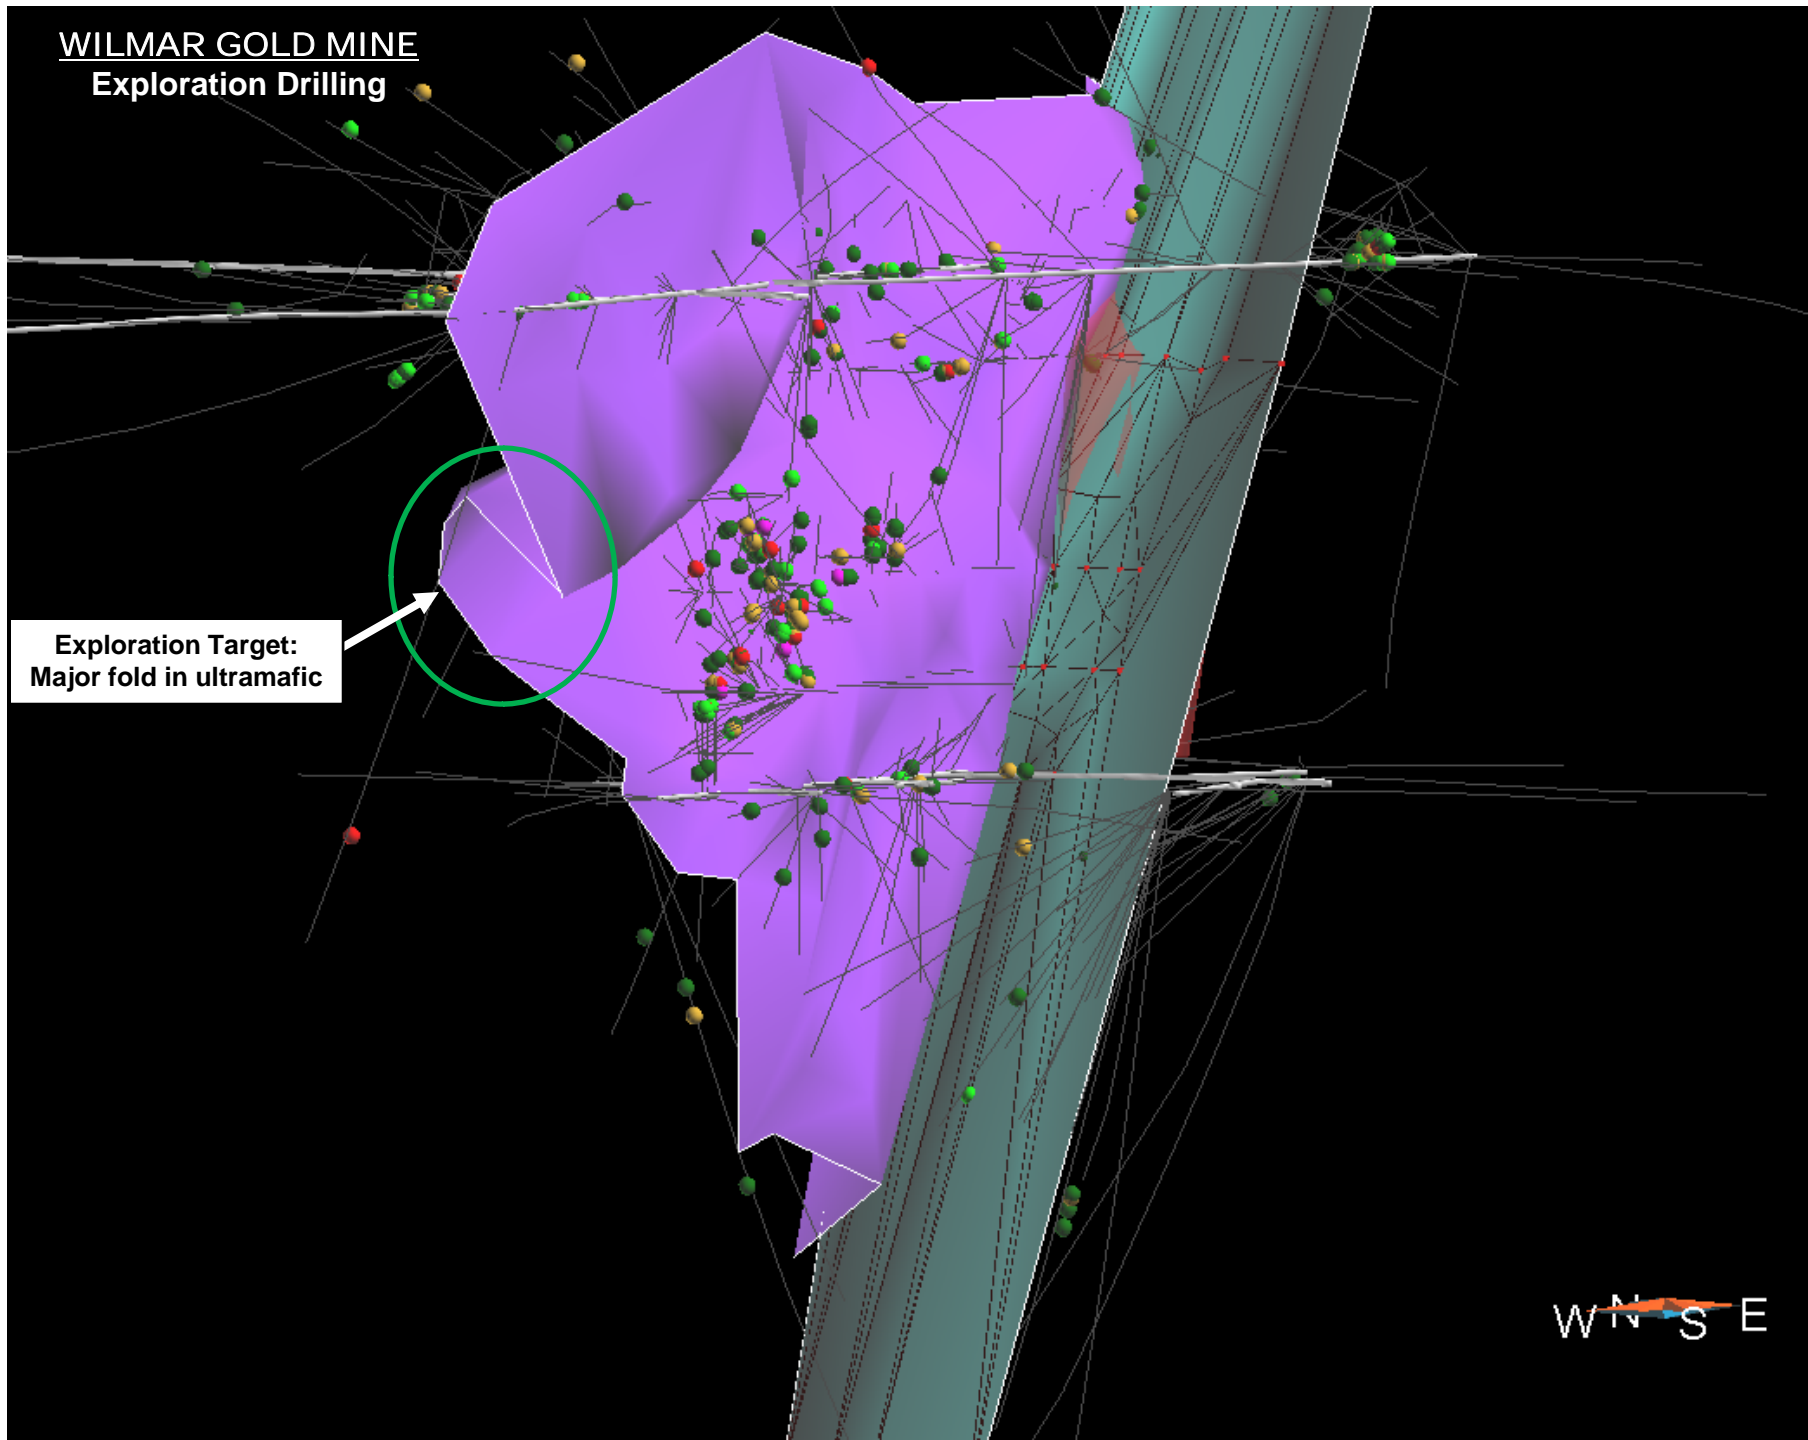 WILMAR GOLD MINE
Exploration Drilling
Exploration Target:
Major fold in ultramafic
W N S E